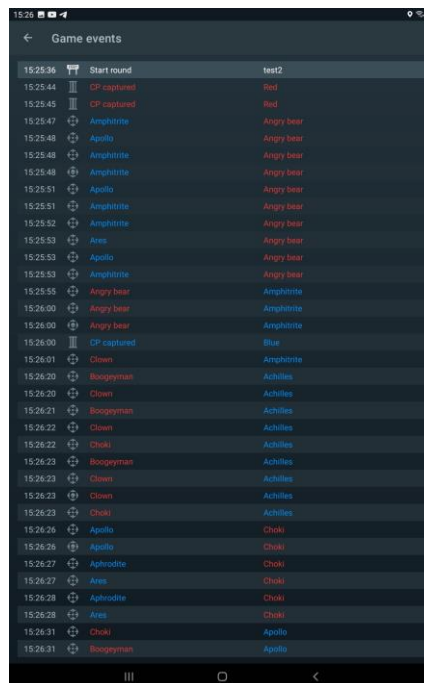 15:26
Game events
15:25:36 Start round test2
15:25:44 CP captured Red
15:25:45 CP captured Red
15:25:47 Amphitrite Angry bear
15:25:48 Apollo Angry bear
15:25:48 Amphitrite Angry bear
15:25:48 Amphitrite Angry bear
15:25:51 Apollo Angry bear
15:25:51 Amphitrite Angry bear
15:25:52 Amphitrite Angry bear
15:25:53 Ares Angry bear
15:25:53 Apollo Angry bear
15:25:53 Amphitrite Angry bear
15:25:55 Angry bear Amphitrite
15:26:00 Angry bear Amphitrite
15:26:00 Angry bear Amphitrite
15:26:00 CP captured Blue
15:26:01 Clown Amphitrite
15:26:20 Boogeyman Achilles
15:26:20 Clown Achilles
15:26:21 Boogeyman Achilles
15:26:22 Clown Achilles
15:26:22 Choki Achilles
15:26:23 Boogeyman Achilles
15:26:23 Clown Achilles
15:26:23 Clown Achilles
15:26:23 Choki Achilles
15:26:26 Apollo Choki
15:26:26 Apollo Choki
15:26:27 Aphrodite Choki
15:26:27 Ares Choki
15:26:28 Aphrodite Choki
15:26:28 Ares Choki
15:26:31 Choki Apollo
15:26:31 Boogeyman Apollo